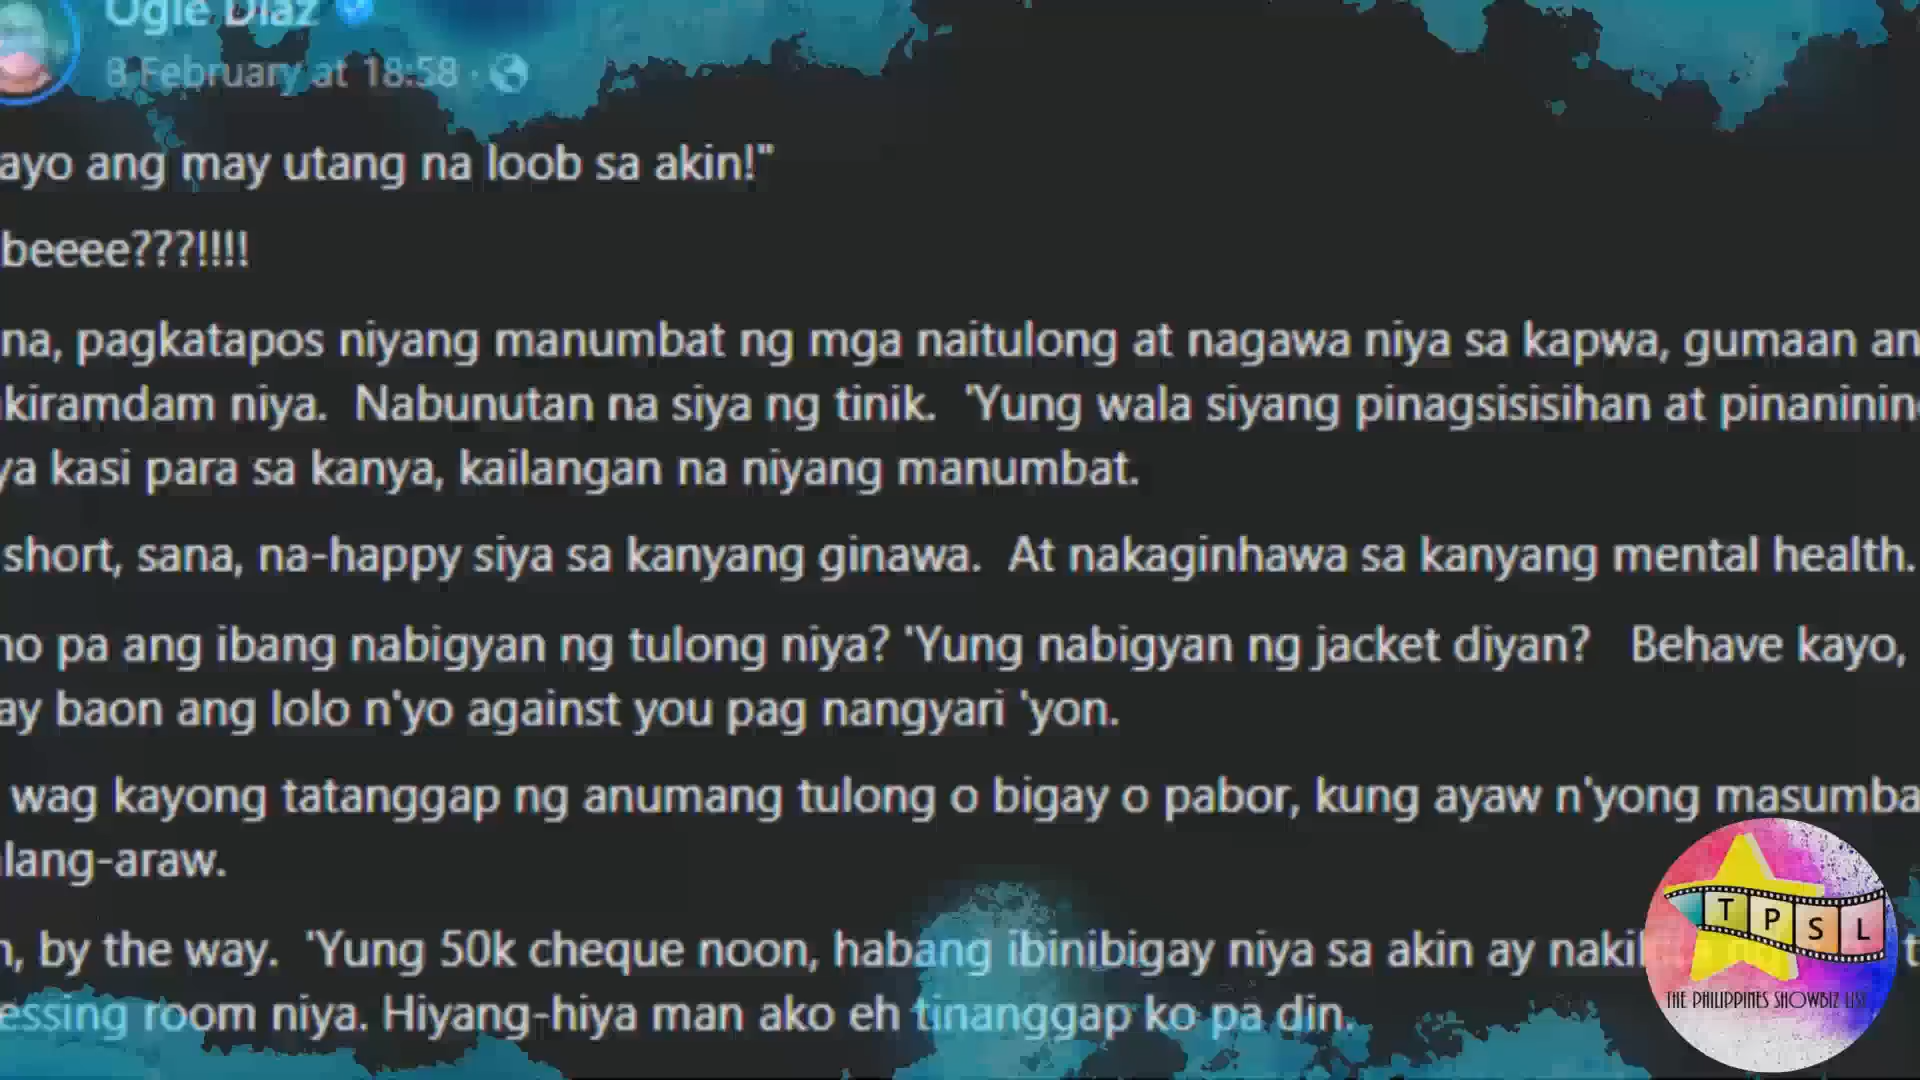 Ogie Diaz
8 February at 18:58
ayo ang may utang na loob sa akin!"
beeee???!!!!
na, pagkatapos niyang manumbat ng mga naitulong at nagawa niya sa kapwa, gumaan an
kiramdam niya. Nabunutan na siya ng tinik. 'Yung wala siyang pinagsisisihan at pinaninin
ya kasi para sa kanya, kailangan na niyang manumbat.
short, sana, na-happy siya sa kanyang ginawa. At nakaginhawa sa kanyang mental health.
no pa ang ibang nabigyan ng tulong niya? 'Yung nabigyan ng jacket diyan? Behave kayo,
ay baon ang lolo n'yo against you pag nangyari 'yon.
wag kayong tatanggap ng anumang tulong o bigay o pabor, kung ayaw n'yong masumba
lang-araw.
, by the way. 'Yung 50k cheque noon, habang ibinibigay niya sa akin ay nakil
essing room niya. Hiyang-hiya man ako eh tinanggap ko pa din.
T P S L
THE PHILIPPINES SHOWBIZ LIST